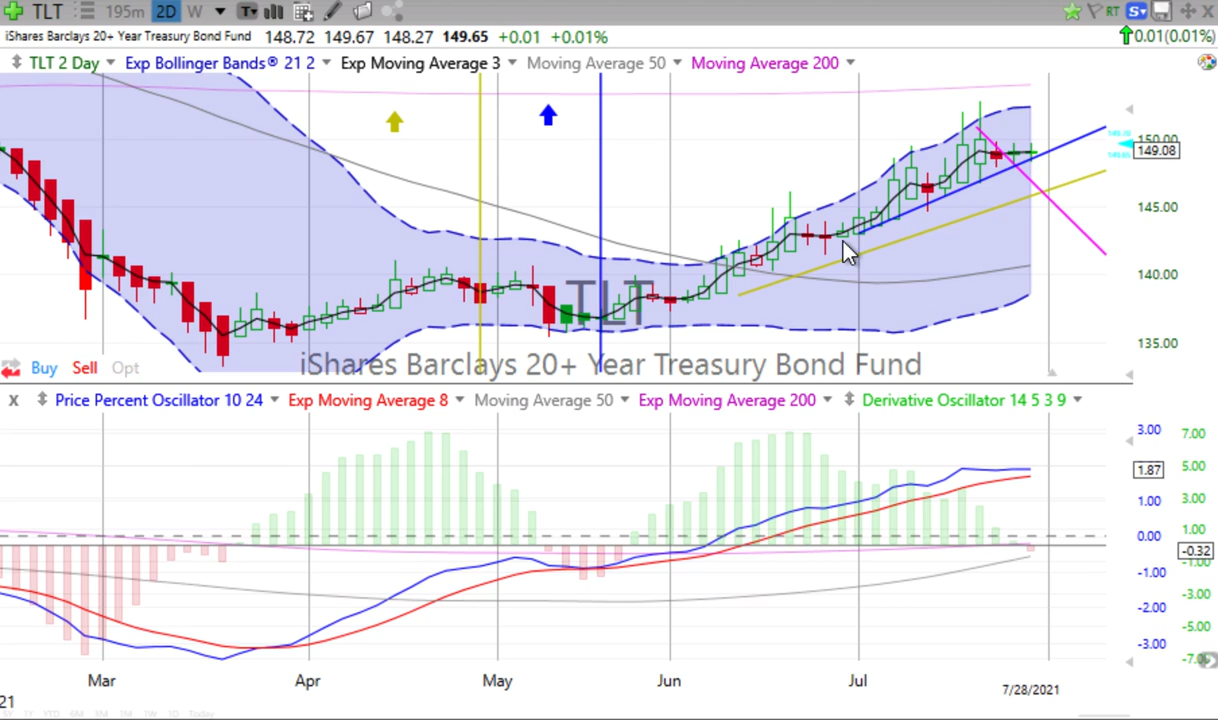 TLT 195m 2D W T RT S
iShares Barclays 20+ Year Treasury Bond Fund 148.72 149.67 148.27 149.65 +0.01 +0.01% 0.01(0.01%)
TLT 2 Day Exp Bollinger Bands® 21 2 Exp Moving Average 3 Moving Average 50 Moving Average 200
150.00
149.08
145.00
140.00
TLT
135.00
iShares Barclays 20+ Year Treasury Bond Fund
Buy Sell Opt
X Price Percent Oscillator 10 24 Exp Moving Average 8 Moving Average 50 Exp Moving Average 200 Derivative Oscillator 14 5 3 9
3.00 7.00
1.87 5.00
1.00 3.00
0.00 1.00
-0.32
-1.00 -1.00
-2.00 -3.00
-3.00 -5.00
Mar Apr May Jun Jul
7/28/2021
21